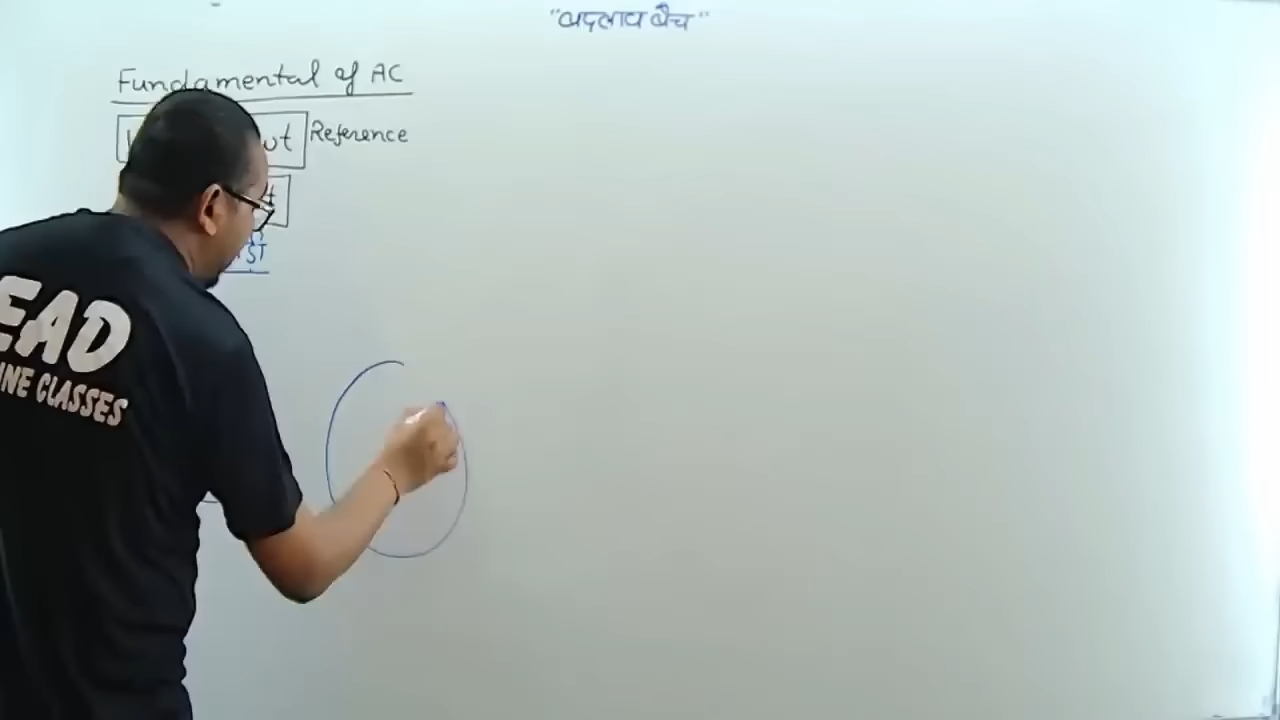 "बदलाव बैच"
Fundamental of AC
Reference
EAD
INE CLASSES